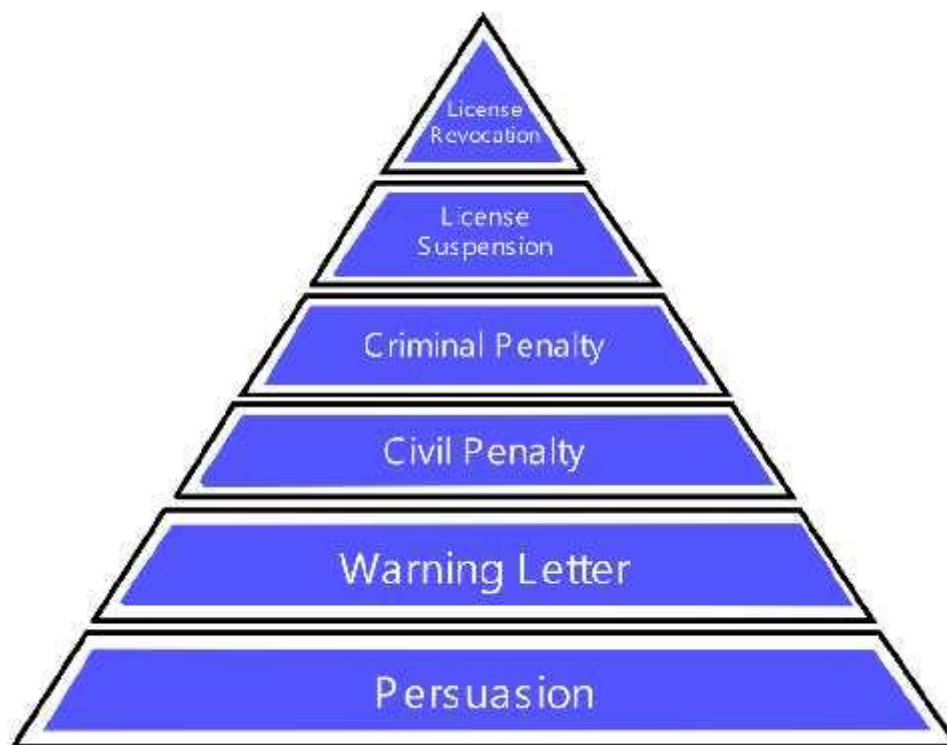 License
Revocation
License
Suspension
Criminal Penalty
Civil Penalty
Warning Letter
Persuasion